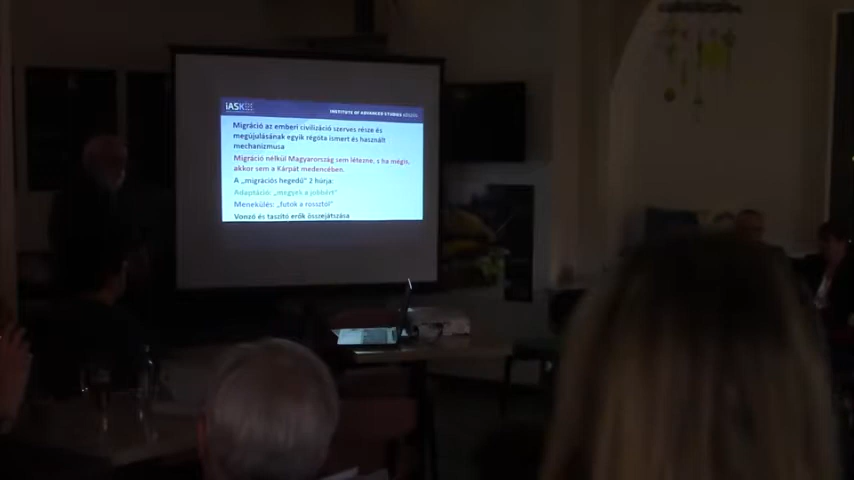 iASK
INSTITUTE OF ADVANCED STUDIES
Migráció az emberi civilizáció szerves része és
megújulásának egyik régóta ismert és használt
mechanizmusa
Migráció nélkül Magyarország sem létezne, s ha mégis,
akkor sem a Kárpát medencében.
A „migrációs hegedű" 2 húrja:
Adaptáció: „megyek a jobbért"
Menekülés: „futok a rossztól"
Vonzó és taszító erők összejátszása